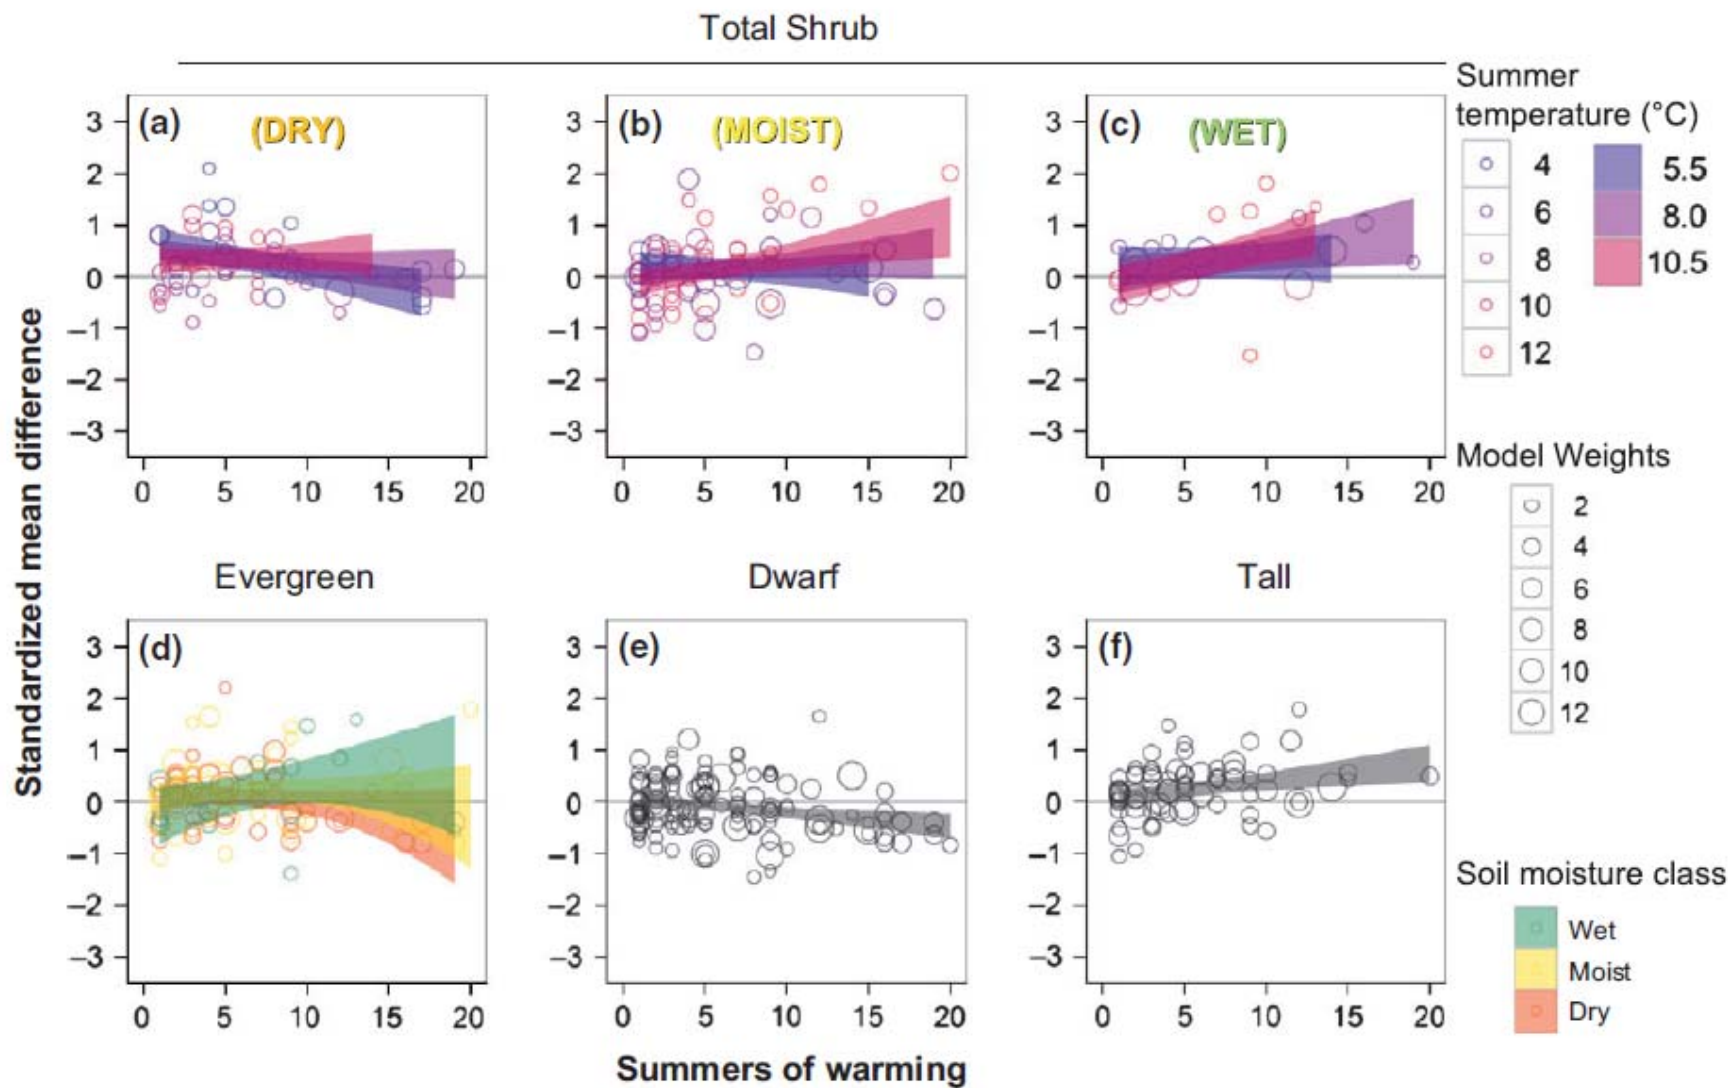 Total Shrub
(a) (DRY)
3
2
1
0
–1
–2
–3
0 5 10 15 20
(b) (MOIST)
3
2
1
0
–1
–2
–3
0 5 10 15 20
(c) (WET)
3
2
1
0
–1
–2
–3
0 5 10 15 20
Summer
temperature (°C)
4
6
8
10
12
5.5
8.0
10.5
Standardized mean difference
Evergreen
(d)
3
2
1
0
–1
–2
–3
0 5 10 15 20
Dwarf
(e)
3
2
1
0
–1
–2
–3
0 5 10 15 20
Tall
(f)
3
2
1
0
–1
–2
–3
0 5 10 15 20
Model Weights
2
4
6
8
10
12
Soil moisture class
Wet
Moist
Dry
Summers of warming